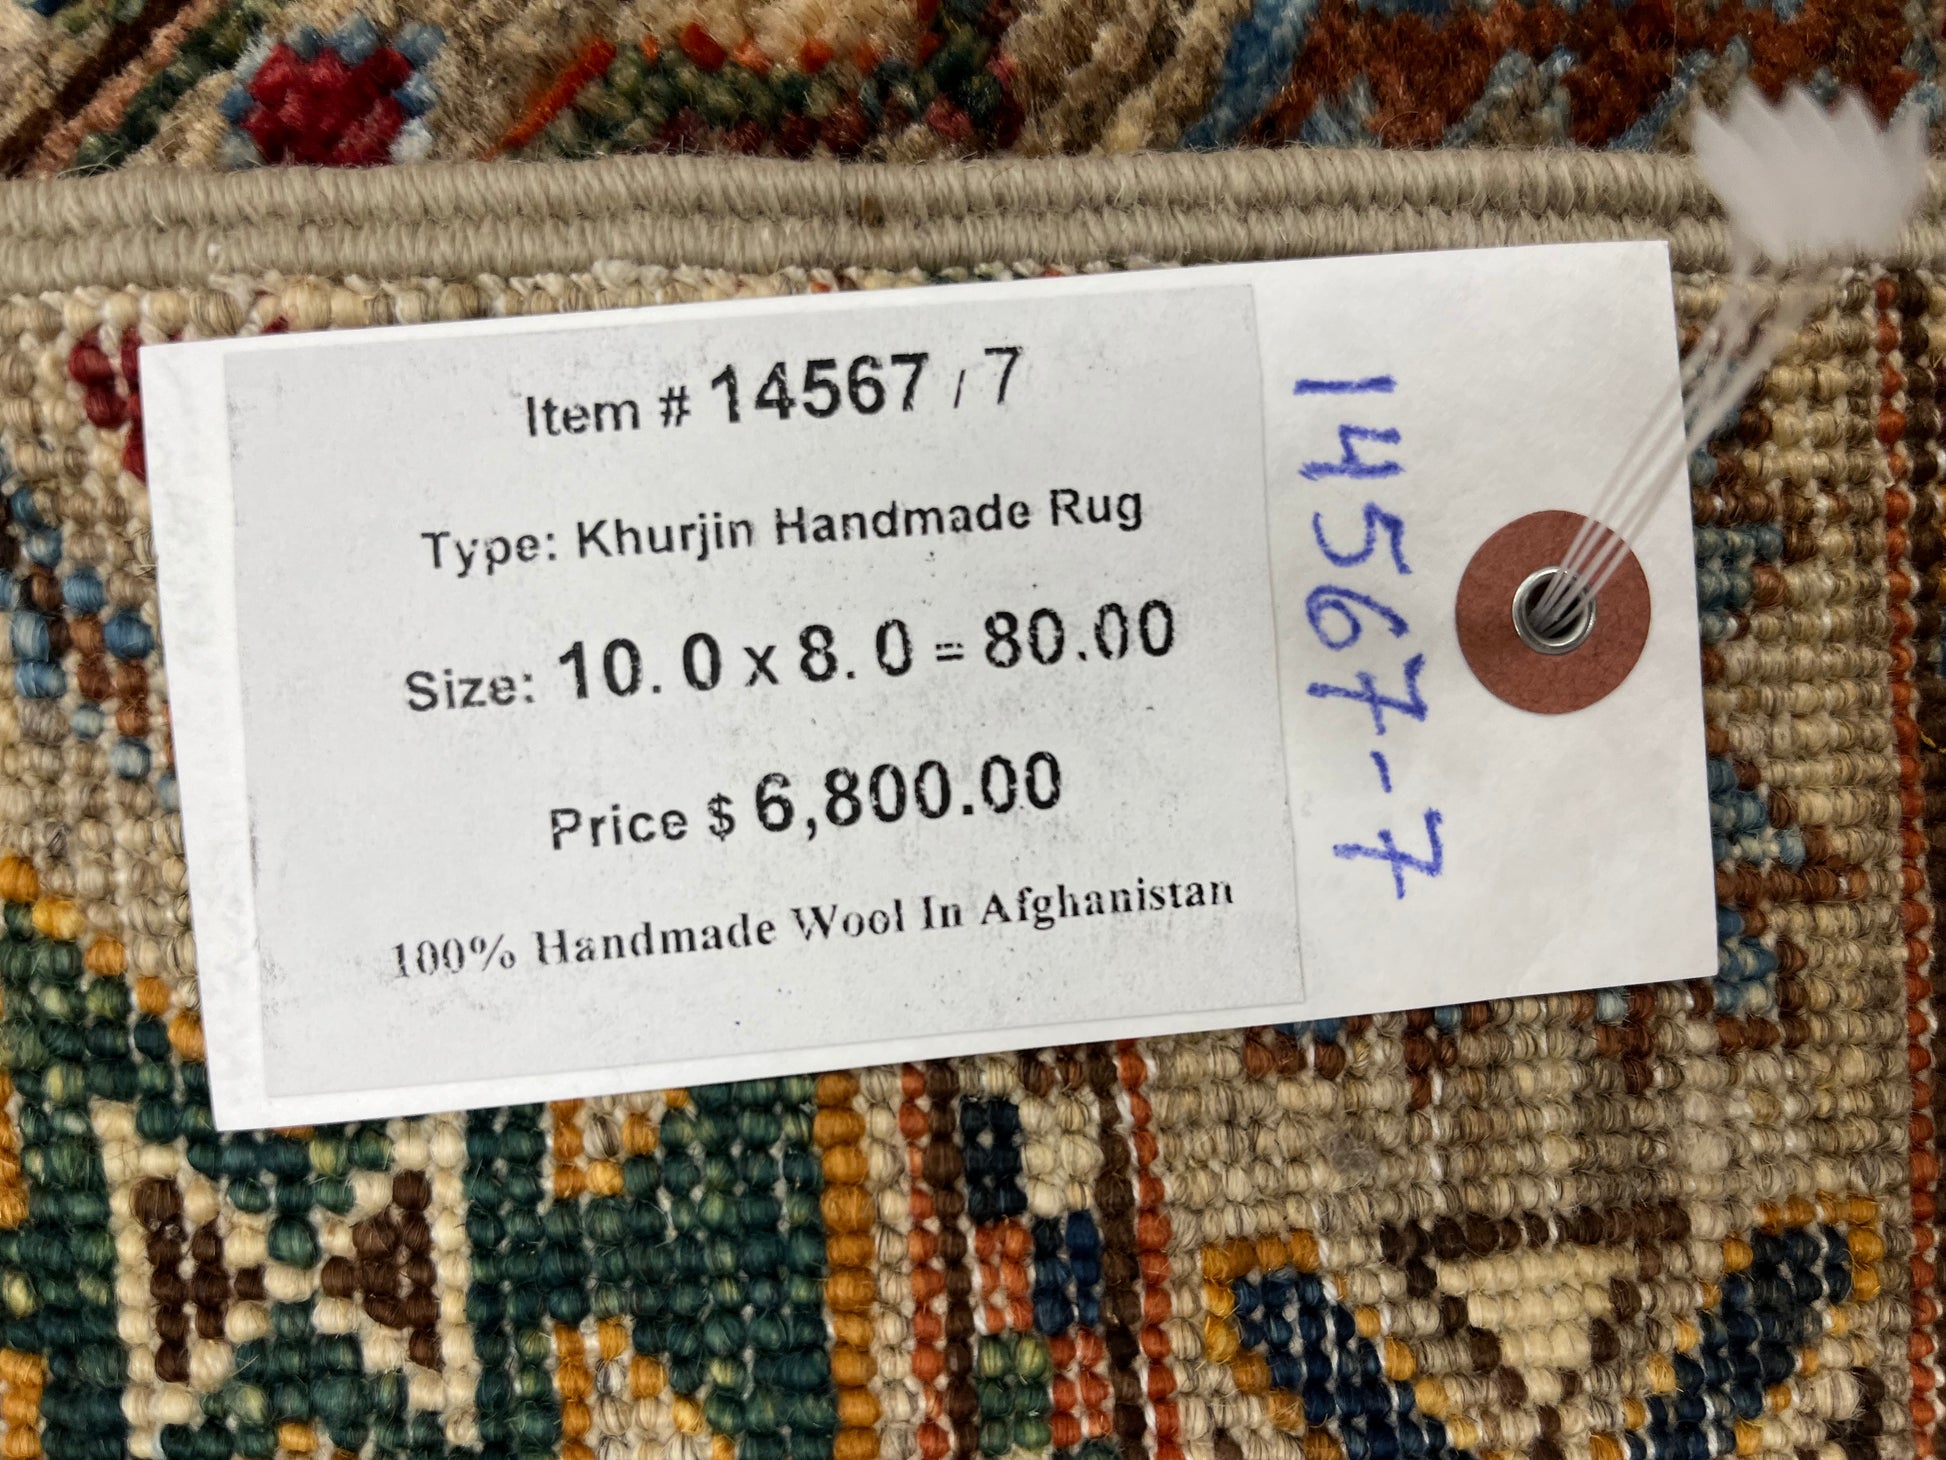 Item # 14567 / 7
Type: Khurjin Handmade Rug
Size: 10. 0 x 8. 0 = 80.00
Price $ 6,800.00
100% Handmade Wool In Afghanistan
14567-7